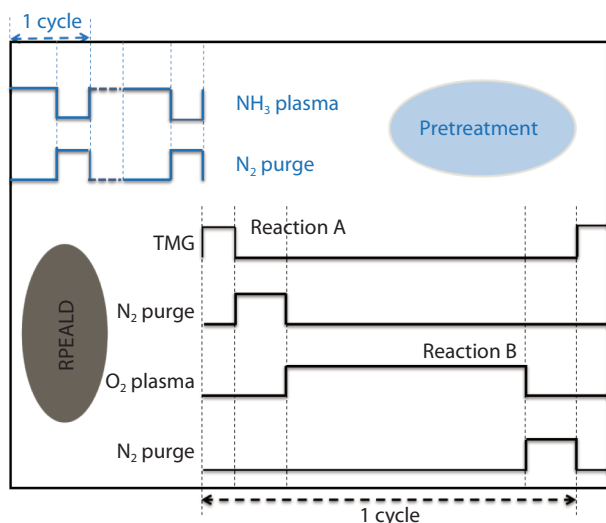 1 cycle
NH₃ plasma
Pretreatment
N₂ purge
Reaction A
TMG
N₂ purge
RPEALD
Reaction B
O₂ plasma
N₂ purge
1 cycle